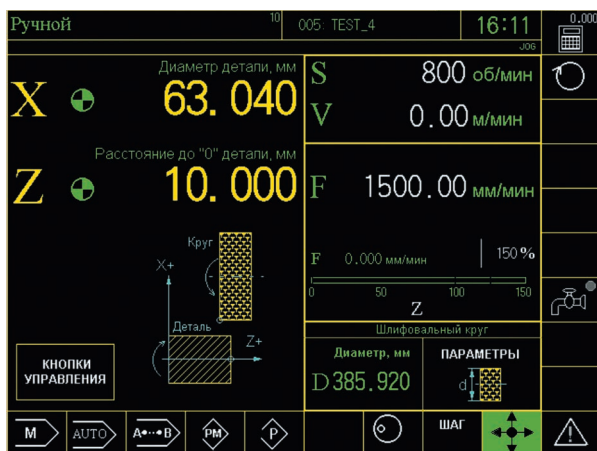 Ручной
10
005: TEST_4
16:11
0.000
JOG
Диаметр детали, мм
X 63.040
Расстояние до "0" детали, мм
Z 10.000
S 800 об/мин
V 0.00 м/мин
F 1500.00 мм/мин
F 0.000 мм/мин 150 %
0 50 100 150
Z
Круг
X+
Деталь
Z+
КНОПКИ
УПРАВЛЕНИЯ
Шлифовальный круг
Диаметр, мм
D 385.920
ПАРАМЕТРЫ
d
M
AUTO
A B
PM
P
ШАГ